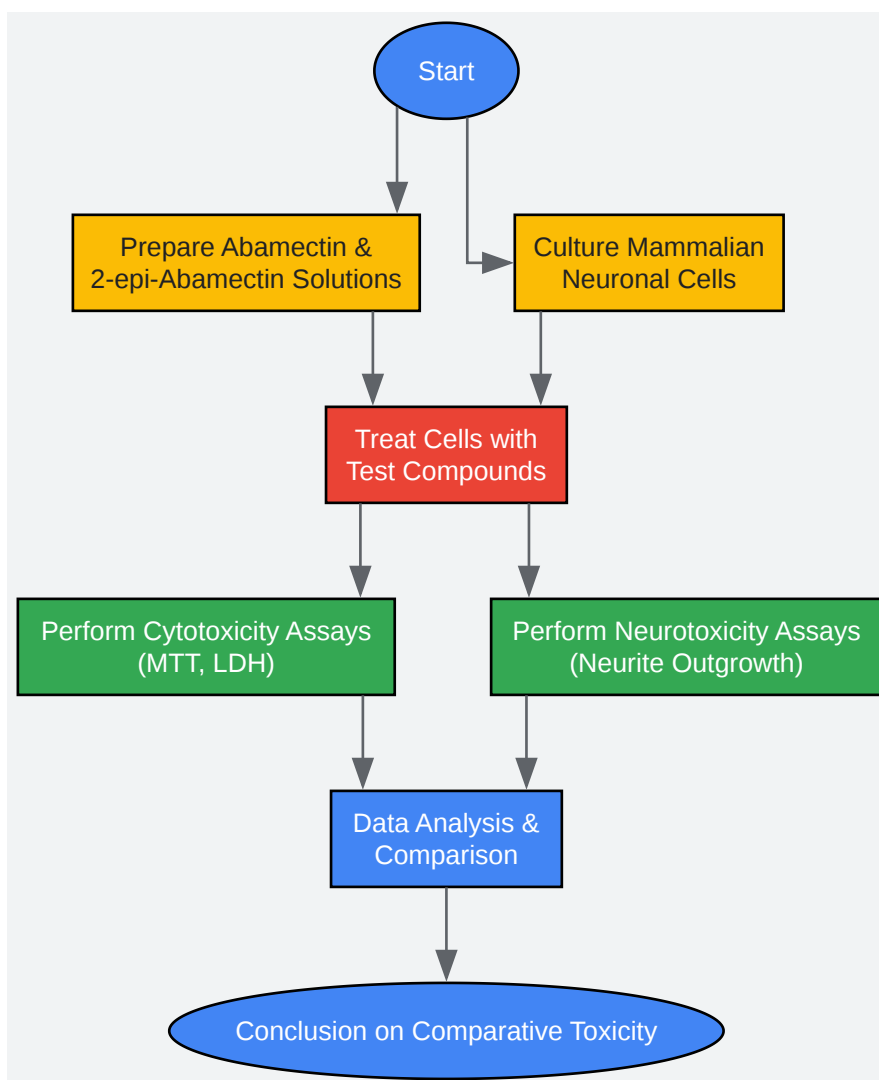 Start
Prepare Abamectin &
2-epi-Abamectin Solutions
Culture Mammalian
Neuronal Cells
Treat Cells with
Test Compounds
Perform Cytotoxicity Assays
(MTT, LDH)
Perform Neurotoxicity Assays
(Neurite Outgrowth)
Data Analysis &
Comparison
Conclusion on Comparative Toxicity